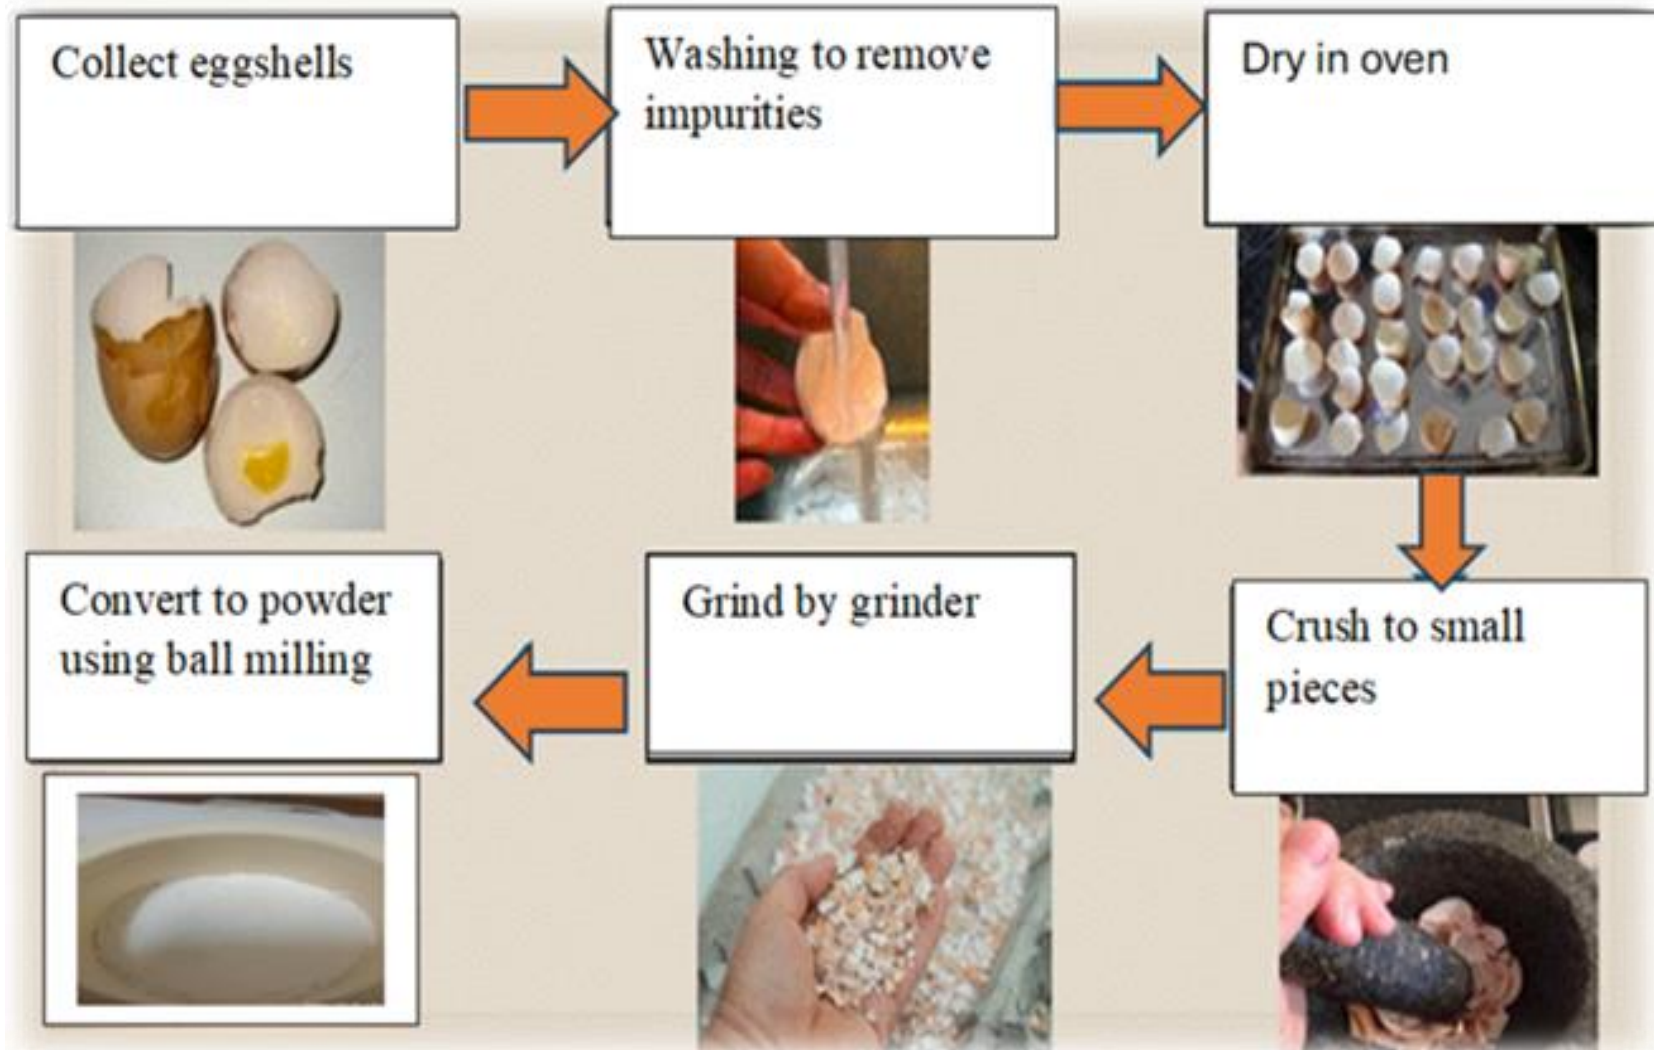 Collect eggshells
Washing to remove
impurities
Dry in oven
Crush to small
pieces
Grind by grinder
Convert to powder
using ball milling